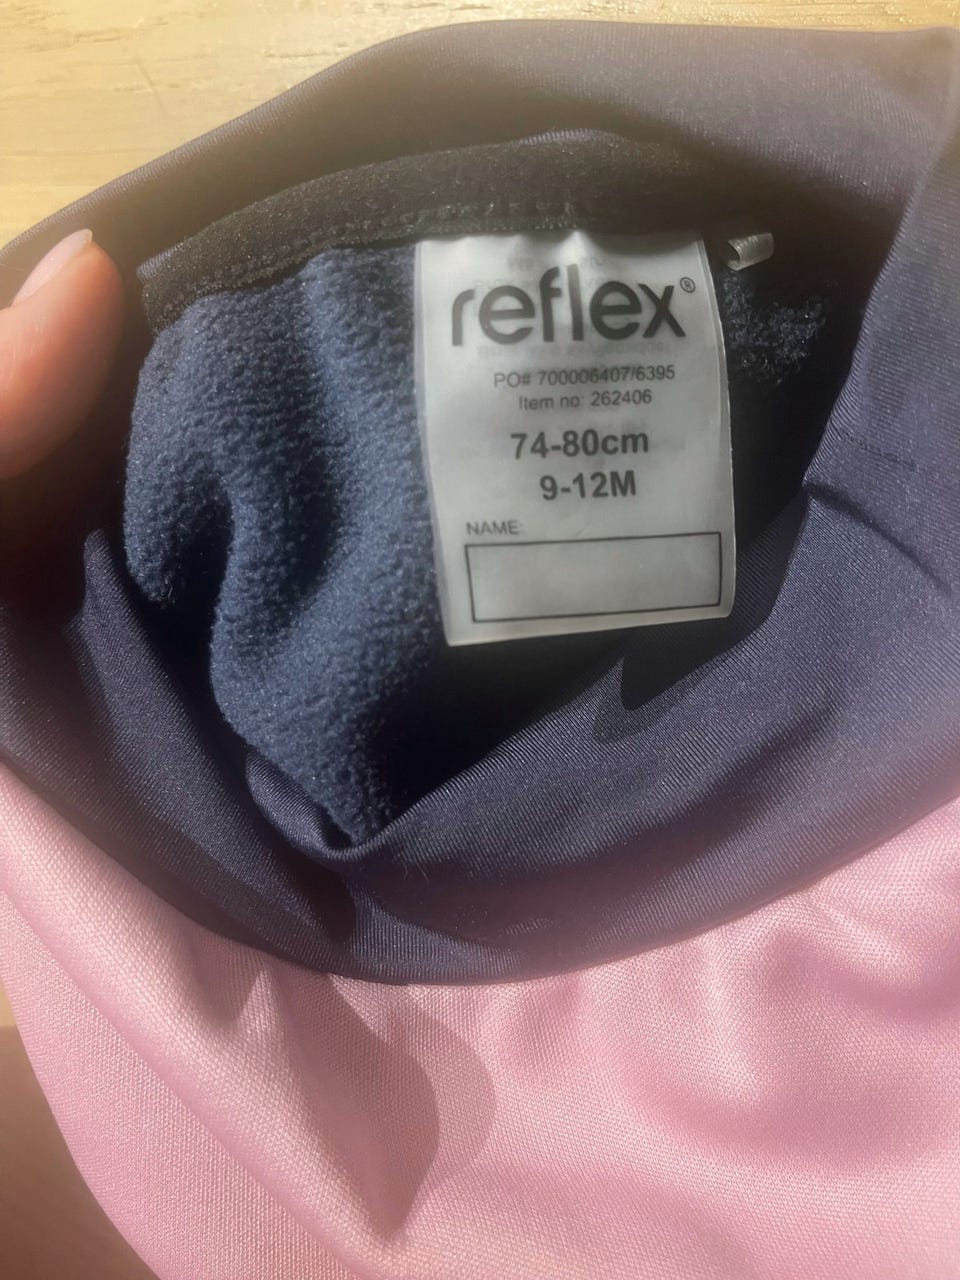 reflex®
PO# 700006407/6395
Item no: 262406
74-80cm
9-12M
NAME: